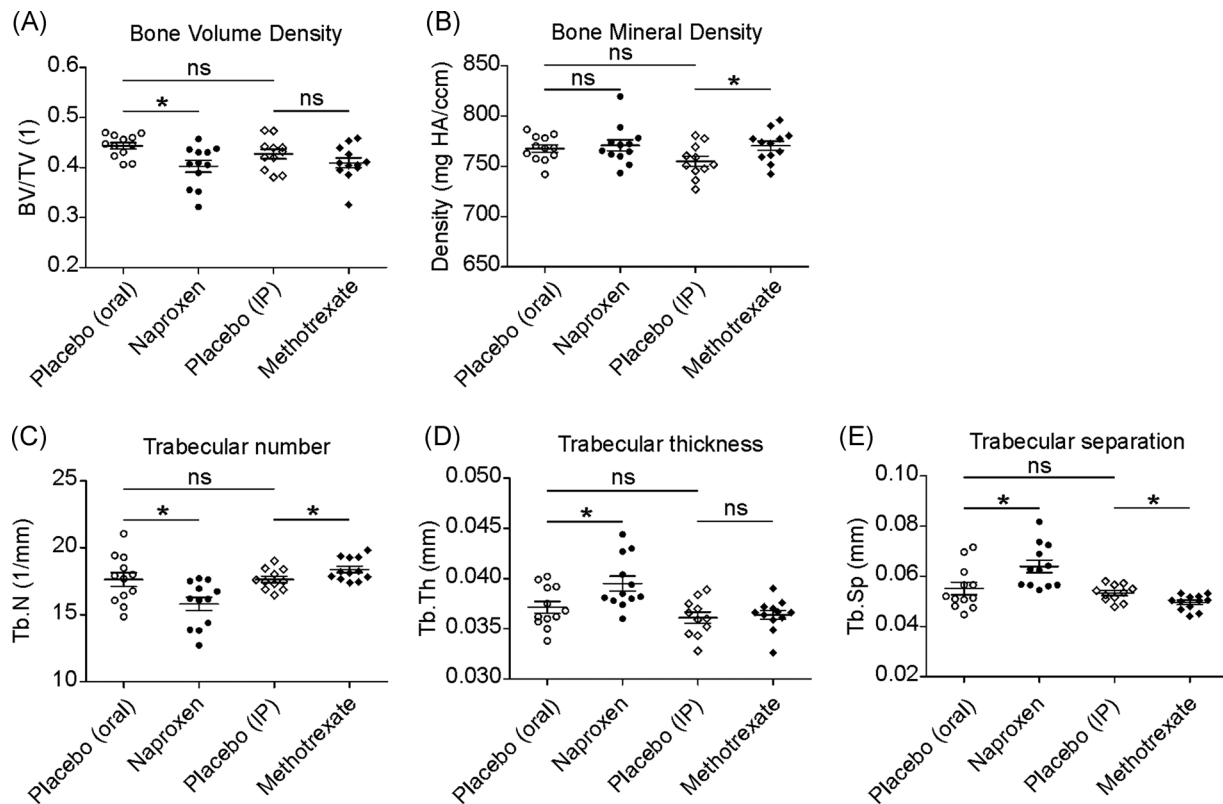 (A)
Bone Volume Density
BV/TV (1)
0.6
0.5
0.4
0.3
0.2
ns
*
ns
Placebo (oral)
Naproxen
Placebo (IP)
Methotrexate
(B)
Bone Mineral Density
Density (mg HA/ccm)
850
800
750
700
650
ns
ns
*
Placebo (oral)
Naproxen
Placebo (IP)
Methotrexate
(C)
Trabecular number
Tb.N (1/mm)
25
20
15
10
ns
*
*
Placebo (oral)
Naproxen
Placebo (IP)
Methotrexate
(D)
Trabecular thickness
Tb.Th (mm)
0.050
0.045
0.040
0.035
0.030
ns
*
ns
Placebo (oral)
Naproxen
Placebo (IP)
Methotrexate
(E)
Trabecular separation
Tb.Sp (mm)
0.10
0.08
0.06
0.04
0.02
ns
*
*
Placebo (oral)
Naproxen
Placebo (IP)
Methotrexate